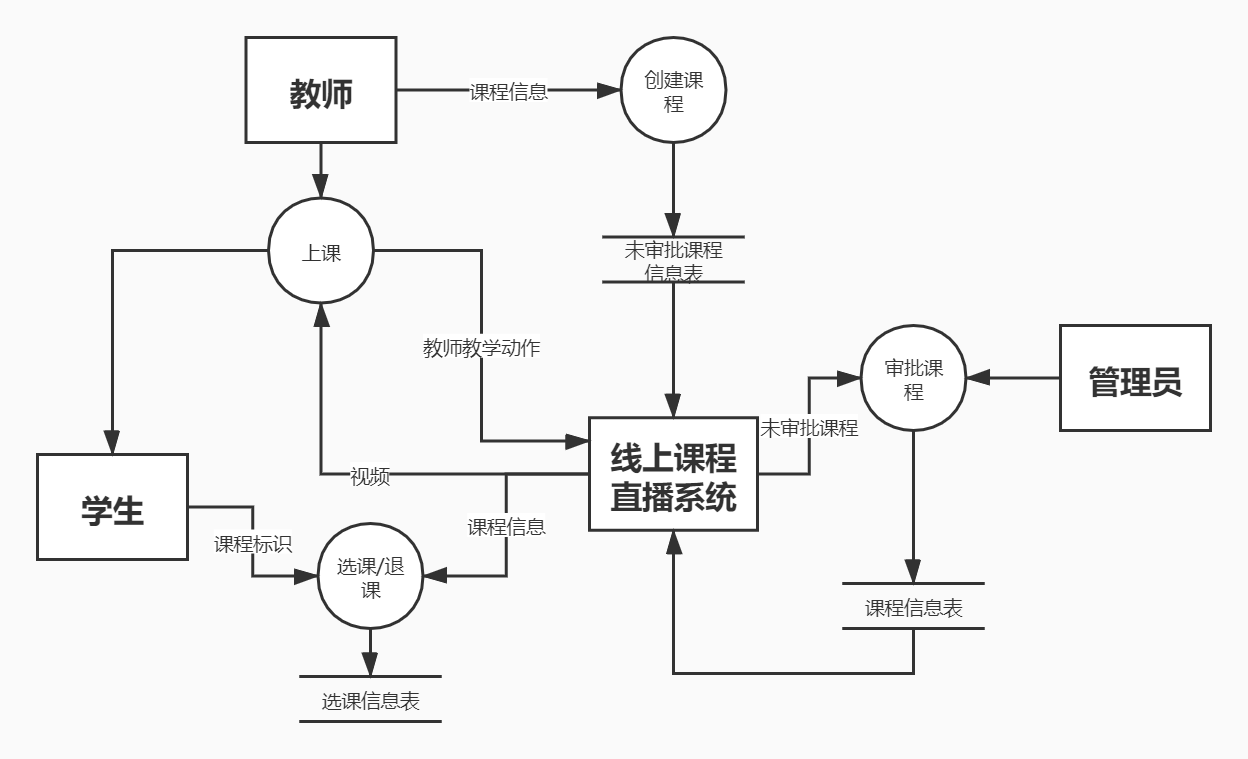 教师
课程信息
创建课
程
上课
未审批课程
信息表
教师教学动作
审批课
程
管理员
未审批课程
线上课程
直播系统
视频
学生
课程信息
课程标识
选课/退
课
课程信息表
选课信息表